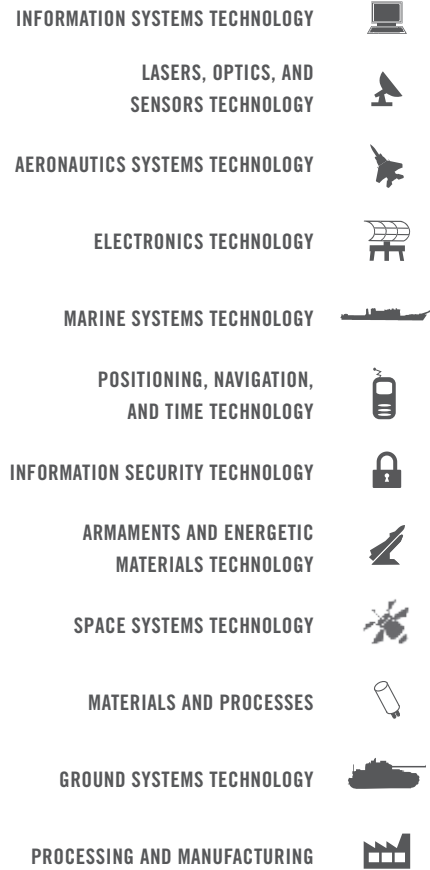 INFORMATION SYSTEMS TECHNOLOGY
LASERS, OPTICS, AND
SENSORS TECHNOLOGY
AERONAUTICS SYSTEMS TECHNOLOGY
ELECTRONICS TECHNOLOGY
MARINE SYSTEMS TECHNOLOGY
POSITIONING, NAVIGATION,
AND TIME TECHNOLOGY
INFORMATION SECURITY TECHNOLOGY
ARMAMENTS AND ENERGETIC
MATERIALS TECHNOLOGY
SPACE SYSTEMS TECHNOLOGY
MATERIALS AND PROCESSES
GROUND SYSTEMS TECHNOLOGY
PROCESSING AND MANUFACTURING